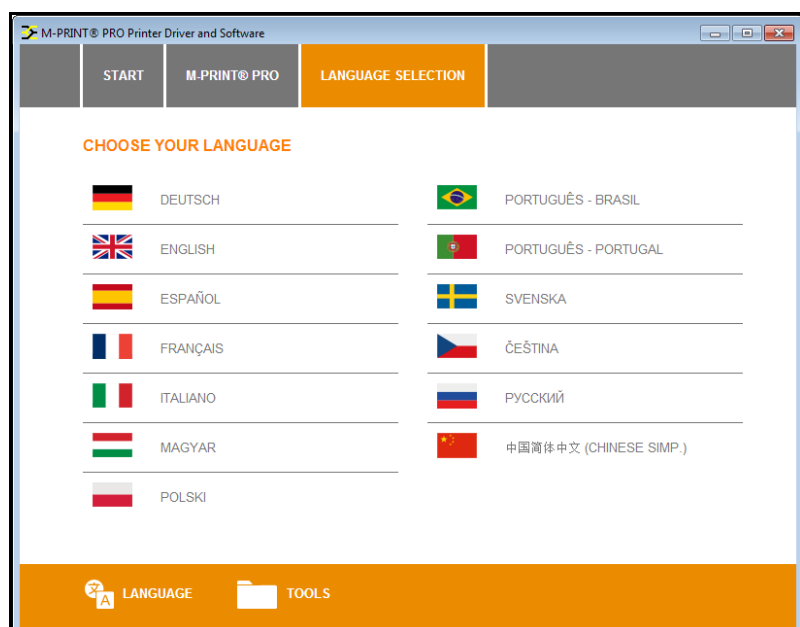 M-PRINT® PRO Printer Driver and Software
START
M-PRINT® PRO
LANGUAGE SELECTION
CHOOSE YOUR LANGUAGE
DEUTSCH
ENGLISH
ESPAÑOL
FRANÇAIS
ITALIANO
MAGYAR
POLSKI
PORTUGUÊS - BRASIL
PORTUGUÊS - PORTUGAL
SVENSKA
ČEŠTINA
РУССКИЙ
中国简体中文 (CHINESE SIMP.)
LANGUAGE
TOOLS